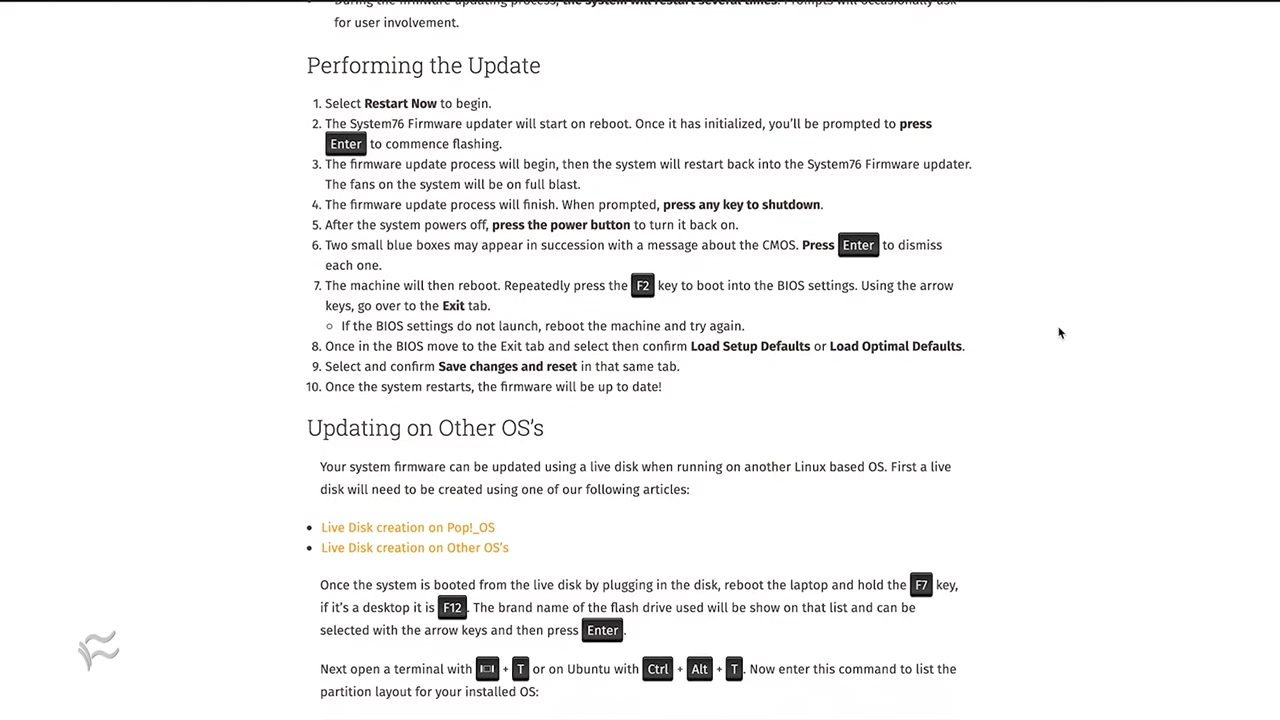 During the firmware updating process, the system will restart several times. Prompts will occasionally ask
for user involvement.
Performing the Update
1. Select Restart Now to begin.
2. The System76 Firmware updater will start on reboot. Once it has initialized, you'll be prompted to press
Enter to commence flashing.
3. The firmware update process will begin, then the system will restart back into the System76 Firmware updater.
The fans on the system will be on full blast.
4. The firmware update process will finish. When prompted, press any key to shutdown.
5. After the system powers off, press the power button to turn it back on.
6. Two small blue boxes may appear in succession with a message about the CMOS. Press Enter to dismiss
each one.
7. The machine will then reboot. Repeatedly press the F2 key to boot into the BIOS settings. Using the arrow
keys, go over to the Exit tab.
If the BIOS settings do not launch, reboot the machine and try again.
8. Once in the BIOS move to the Exit tab and select then confirm Load Setup Defaults or Load Optimal Defaults.
9. Select and confirm Save changes and reset in that same tab.
10. Once the system restarts, the firmware will be up to date!
Updating on Other OS's
Your system firmware can be updated using a live disk when running on another Linux based OS. First a live
disk will need to be created using one of our following articles:
Live Disk creation on Pop!_OS
Live Disk creation on Other OS's
Once the system is booted from the live disk by plugging in the disk, reboot the laptop and hold the F7 key,
if it's a desktop it is F12. The brand name of the flash drive used will be show on that list and can be
selected with the arrow keys and then press Enter.
Next open a terminal with + T or on Ubuntu with Ctrl + Alt + T. Now enter this command to list the
partition layout for your installed OS: